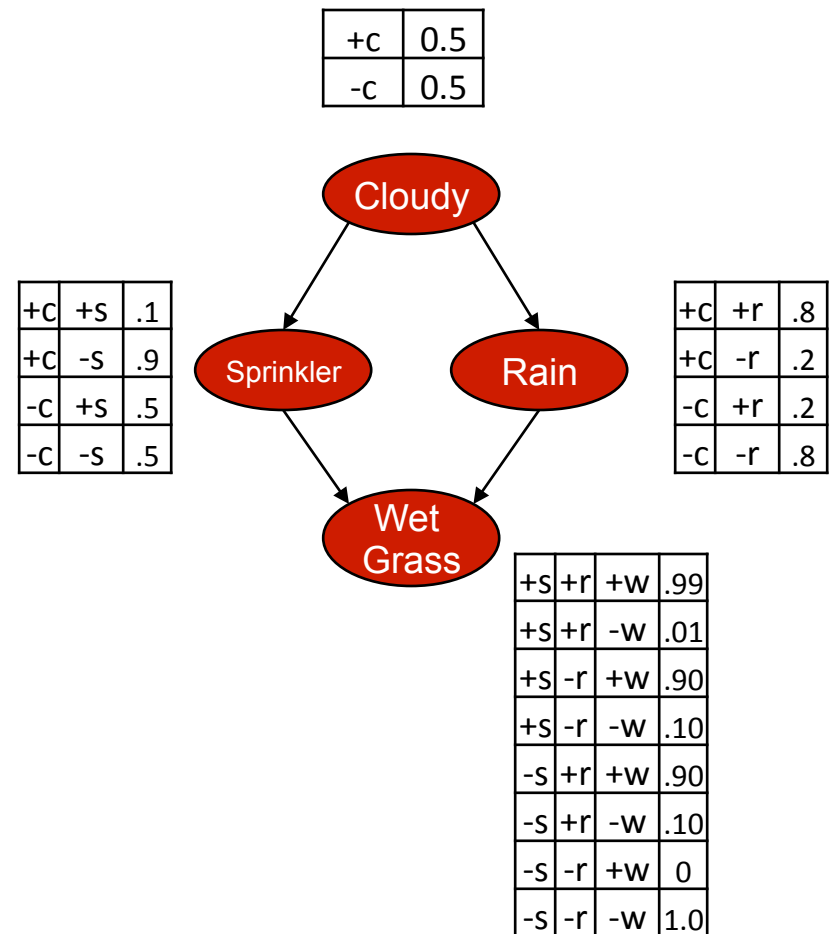 +c 0.5
-c 0.5
Cloudy
+c +s .1
+c -s .9
-c +s .5
-c -s .5
Sprinkler
Rain
+c +r .8
+c -r .2
-c +r .2
-c -r .8
Wet
Grass
+s +r +w .99
+s +r -w .01
+s -r +w .90
+s -r -w .10
-s +r +w .90
-s +r -w .10
-s -r +w 0
-s -r -w 1.0